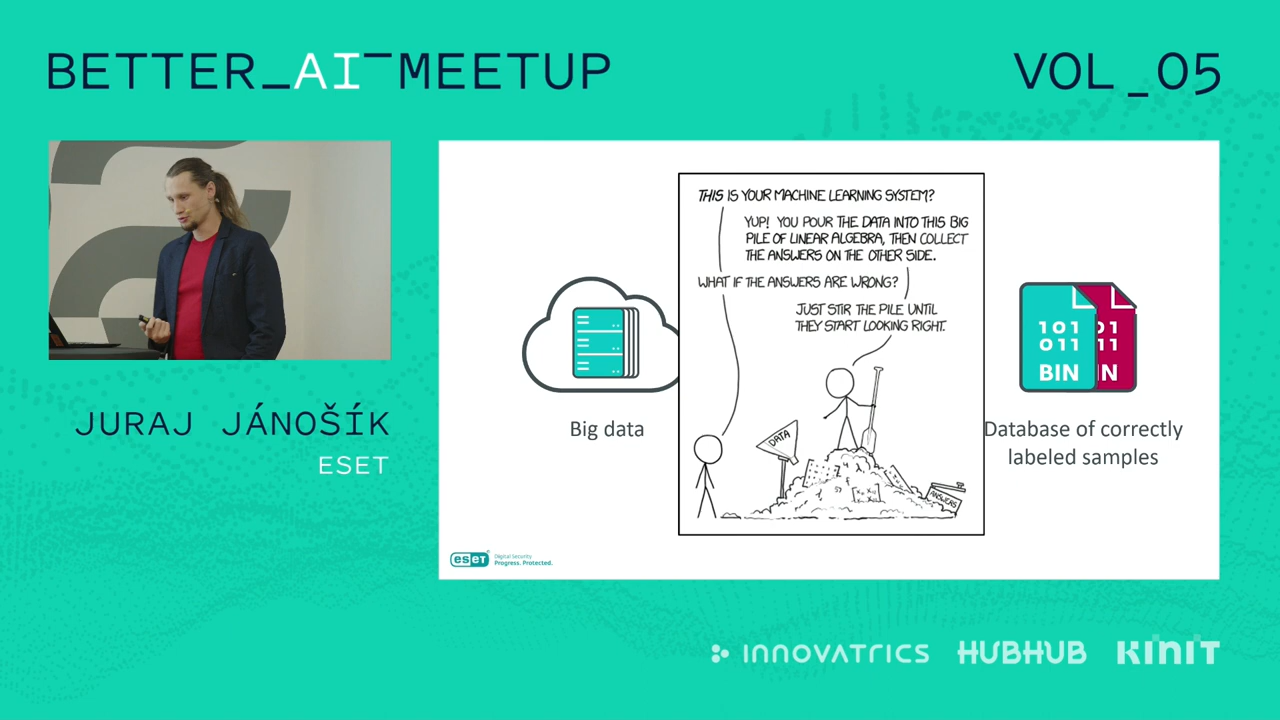 BETTER_AI¯MEETUP
VOL_05
JURAJ JÁNOŠÍK
ESET
THIS IS YOUR MACHINE LEARNING SYSTEM?
YUP! YOU POUR THE DATA INTO THIS BIG
PILE OF LINEAR ALGEBRA, THEN COLLECT
THE ANSWERS ON THE OTHER SIDE.
WHAT IF THE ANSWERS ARE WRONG?
JUST STIR THE PILE UNTIL
THEY START LOOKING RIGHT.
DATA
ANSWERS
Big data
101
011
BIN
01
11
IN
Database of correctly
labeled samples
eset
Digital Security
Progress. Protected.
INNOVATRICS
HUBHUB
KINIT